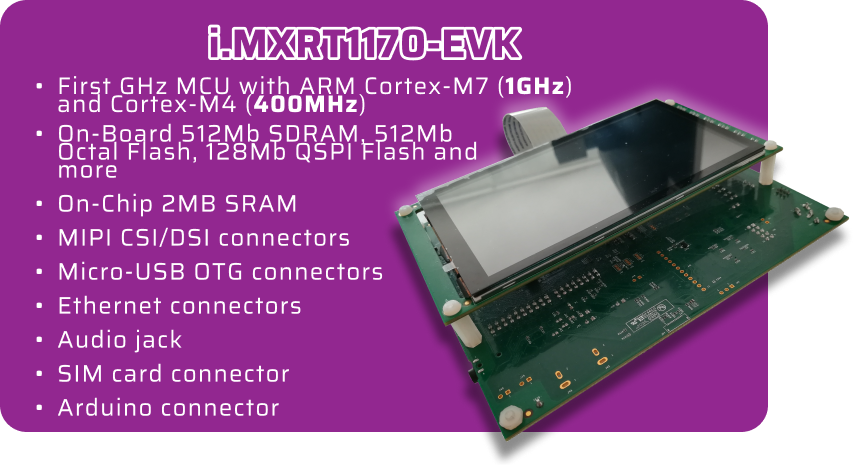 i.MXRT1170-EVK
• First GHz MCU with ARM Cortex-M7 (1GHz)
and Cortex-M4 (400MHz)
• On-Board 512Mb SDRAM, 512Mb
Octal Flash, 128Mb QSPI Flash and
more
• On-Chip 2MB SRAM
• MIPI CSI/DSI connectors
• Micro-USB OTG connectors
• Ethernet connectors
• Audio jack
• SIM card connector
• Arduino connector